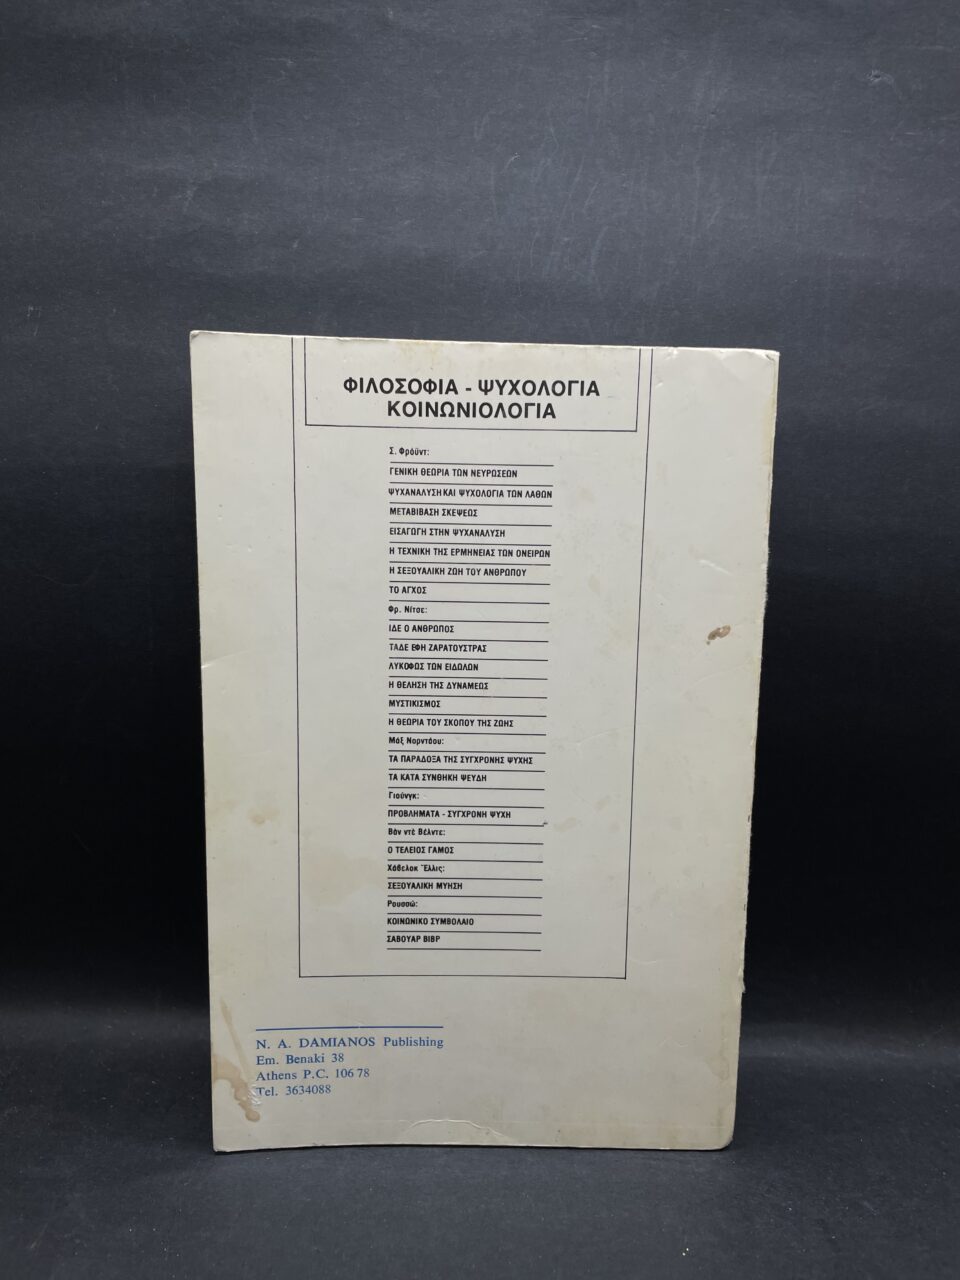 ΦΙΛΟΣΟΦΙΑ - ΨΥΧΟΛΟΓΙΑ
ΚΟΙΝΩΝΙΟΛΟΓΙΑ
Σ. Φρόϋντ:
ΓΕΝΙΚΗ ΘΕΩΡΙΑ ΤΩΝ ΝΕΥΡΩΣΕΩΝ
ΨΥΧΑΝΑΛΥΣΗ ΚΑΙ ΨΥΧΟΛΟΓΙΑ ΤΩΝ ΛΑΘΩΝ
ΜΕΤΑΒΙΒΑΣΗ ΣΚΕΨΕΩΣ
ΕΙΣΑΓΩΓΗ ΣΤΗΝ ΨΥΧΑΝΑΛΥΣΗ
Η ΤΕΧΝΙΚΗ ΤΗΣ ΕΡΜΗΝΕΙΑΣ ΤΩΝ ΟΝΕΙΡΩΝ
Η ΣΕΞΟΥΑΛΙΚΗ ΖΩΗ ΤΟΥ ΑΝΘΡΩΠΟΥ
ΤΟ ΑΓΧΟΣ
Φρ. Νίτσε:
ΙΔΕ Ο ΑΝΘΡΩΠΟΣ
ΤΑΔΕ ΕΦΗ ΖΑΡΑΤΟΥΣΤΡΑΣ
ΛΥΚΟΦΩΣ ΤΩΝ ΕΙΔΩΛΩΝ
Η ΘΕΛΗΣΗ ΤΗΣ ΔΥΝΑΜΕΩΣ
ΜΥΣΤΙΚΙΣΜΟΣ
Η ΘΕΩΡΙΑ ΤΟΥ ΣΚΟΠΟΥ ΤΗΣ ΖΩΗΣ
Μάξ Νορντάου:
ΤΑ ΠΑΡΑΔΟΞΑ ΤΗΣ ΣΥΓΧΡΟΝΗΣ ΨΥΧΗΣ
ΤΑ ΚΑΤΑ ΣΥΝΘΗΚΗ ΨΕΥΔΗ
Γιούνγκ:
ΠΡΟΒΛΗΜΑΤΑ - ΣΥΓΧΡΟΝΗ ΨΥΧΗ
Βάν ντέ Βέλντε:
Ο ΤΕΛΕΙΟΣ ΓΑΜΟΣ
Χάβελοκ Ἔλλις:
ΣΕΞΟΥΑΛΙΚΗ ΜΥΗΣΗ
Ρουσσώ:
ΚΟΙΝΩΝΙΚΟ ΣΥΜΒΟΛΑΙΟ
ΣΑΒΟΥΑΡ ΒΙΒΡ
N. A. DAMIANOS Publishing
Em. Benaki 38
Athens P.C. 106 78
Tel. 3634088